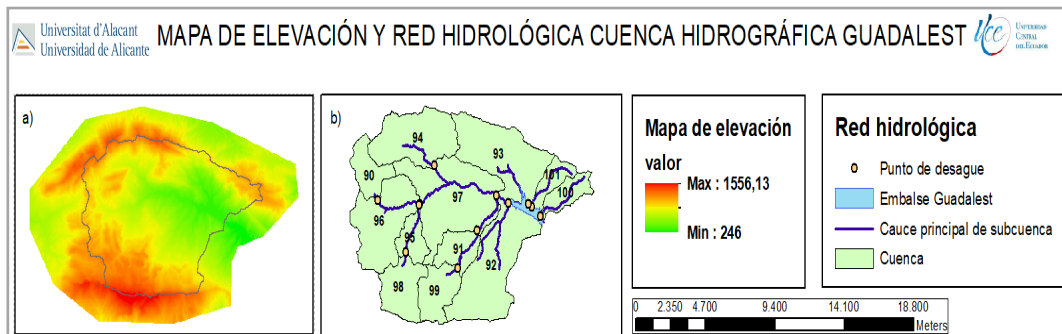 Universitat d'Alacant
Universidad de Alicante
MAPA DE ELEVACIÓN Y RED HIDROLÓGICA CUENCA HIDROGRÁFICA GUADALEST
Uce
UNIVERSIDAD
CENTRAL
DEL ECUADOR
a)
b)
94
93
90
101
100
97
96
95
91
92
98
99
Mapa de elevación
valor
Max : 1556,13
Min : 246
Red hidrológica
Punto de desague
Embalse Guadalest
Cauce principal de subcuenca
Cuenca
0 2.350 4.700 9.400 14.100 18.800
Meters